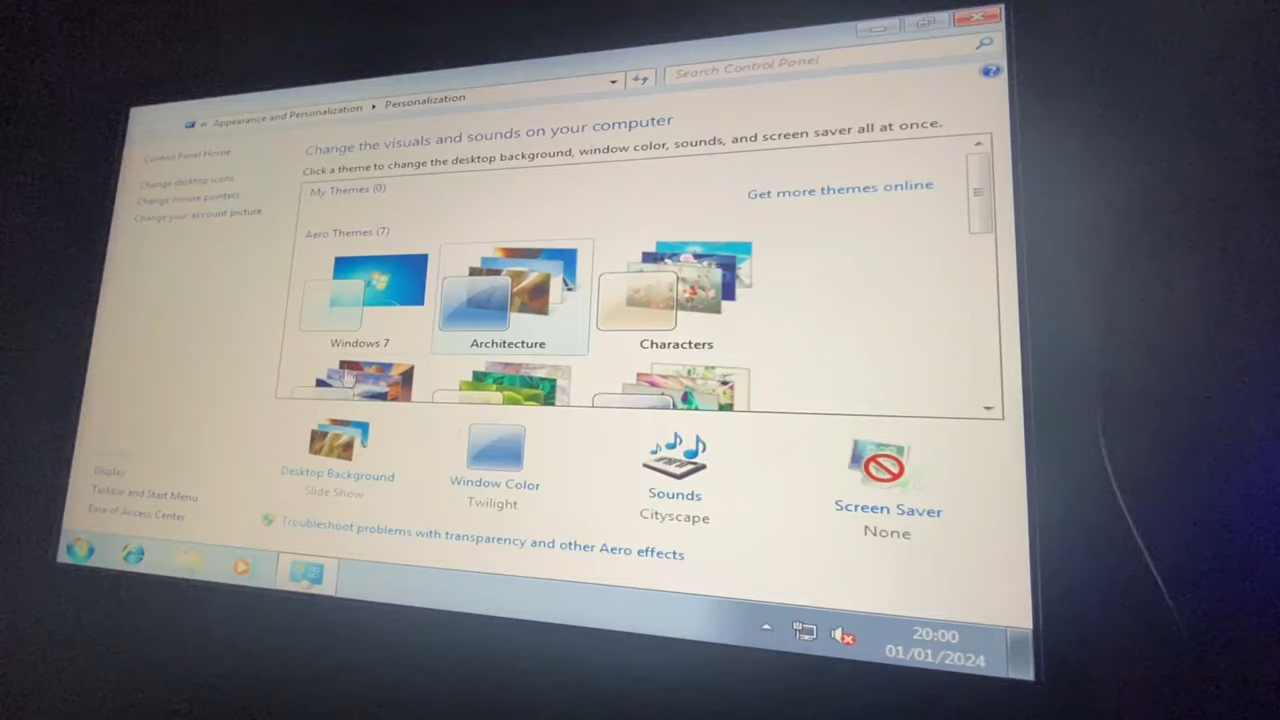 « Appearance and Personalization ▸ Personalization
Search Control Panel
Control Panel Home
Change desktop icons
Change mouse pointers
Change your account picture
Change the visuals and sounds on your computer
Click a theme to change the desktop background, window color, sounds, and screen saver all at once.
My Themes (0)
Get more themes online
Aero Themes (7)
Windows 7
Architecture
Characters
Desktop Background
Slide Show
Window Color
Twilight
Sounds
Cityscape
Screen Saver
None
Display
Taskbar and Start Menu
Ease of Access Center
Troubleshoot problems with transparency and other Aero effects
20:00
01/01/2024